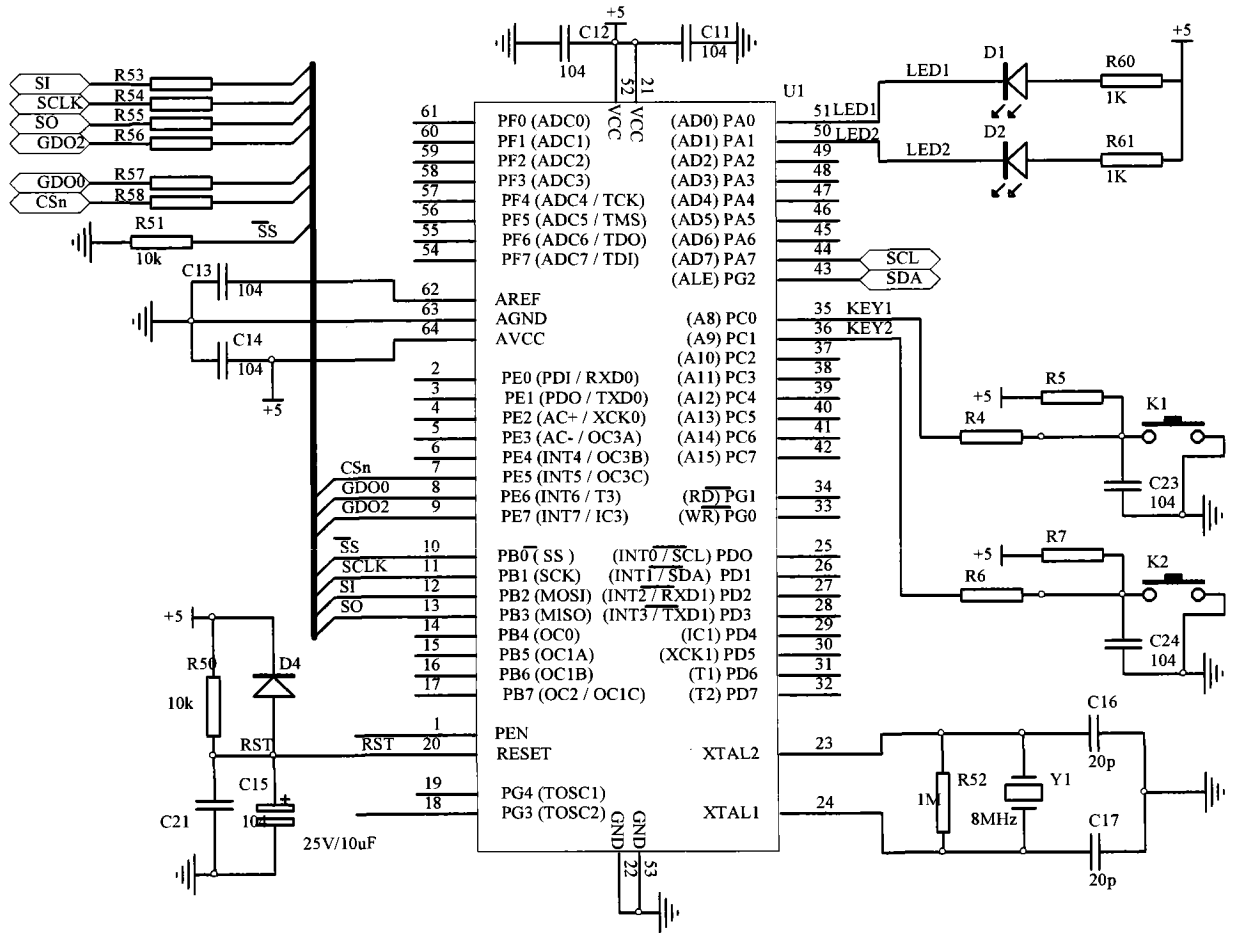 +5
C12
104
C11
104
52
21
VCC
VCC
U1
SI
R53
SCLK
R54
SO
R55
GDO2
R56
GDO0
R57
CSn
R58
R51
10k
SS
C13
104
C14
104
+5
61
PF0 (ADC0)
60
PF1 (ADC1)
59
PF2 (ADC2)
58
PF3 (ADC3)
57
PF4 (ADC4 / TCK)
56
PF5 (ADC5 / TMS)
55
PF6 (ADC6 / TDO)
54
PF7 (ADC7 / TDI)
62
AREF
63
AGND
64
AVCC
2
PE0 (PDI / RXD0)
3
PE1 (PDO / TXD0)
4
PE2 (AC+ / XCK0)
5
PE3 (AC- / OC3A)
6
PE4 (INT4 / OC3B)
CSn
7
PE5 (INT5 / OC3C)
GDO0
8
PE6 (INT6 / T3)
GDO2
9
PE7 (INT7 / IC3)
SS
10
PB0 ( SS )
SCLK
11
PB1 (SCK)
SI
12
PB2 (MOSI)
SO
13
PB3 (MISO)
14
PB4 (OC0)
15
PB5 (OC1A)
16
PB6 (OC1B)
17
PB7 (OC2 / OC1C)
1
PEN
RST
20
RESET
19
PG4 (TOSC1)
18
PG3 (TOSC2)
GND
GND
22
53
+5
R50
10k
D4
RST
C21
C15
+
104
25V/10uF
(AD0) PA0
51
LED1
(AD1) PA1
50
LED2
(AD2) PA2
49
(AD3) PA3
48
(AD4) PA4
47
(AD5) PA5
46
(AD6) PA6
45
(AD7) PA7
44
SCL
(ALE) PG2
43
SDA
(A8) PC0
35
KEY1
(A9) PC1
36
KEY2
(A10) PC2
37
(A11) PC3
38
(A12) PC4
39
(A13) PC5
40
(A14) PC6
41
(A15) PC7
42
(RD) PG1
34
(WR) PG0
33
(INT0 / SCL) PDO
25
(INT1 / SDA) PD1
26
(INT2 / RXD1) PD2
27
(INT3 / TXD1) PD3
28
(IC1) PD4
29
(XCK1) PD5
30
(T1) PD6
31
(T2) PD7
32
XTAL2
23
XTAL1
24
LED1
D1
R60
1K
+5
LED2
D2
R61
1K
+5
R5
R4
K1
C23
104
+5
R7
R6
K2
C24
104
C16
20p
R52
1M
Y1
8MHz
C17
20p